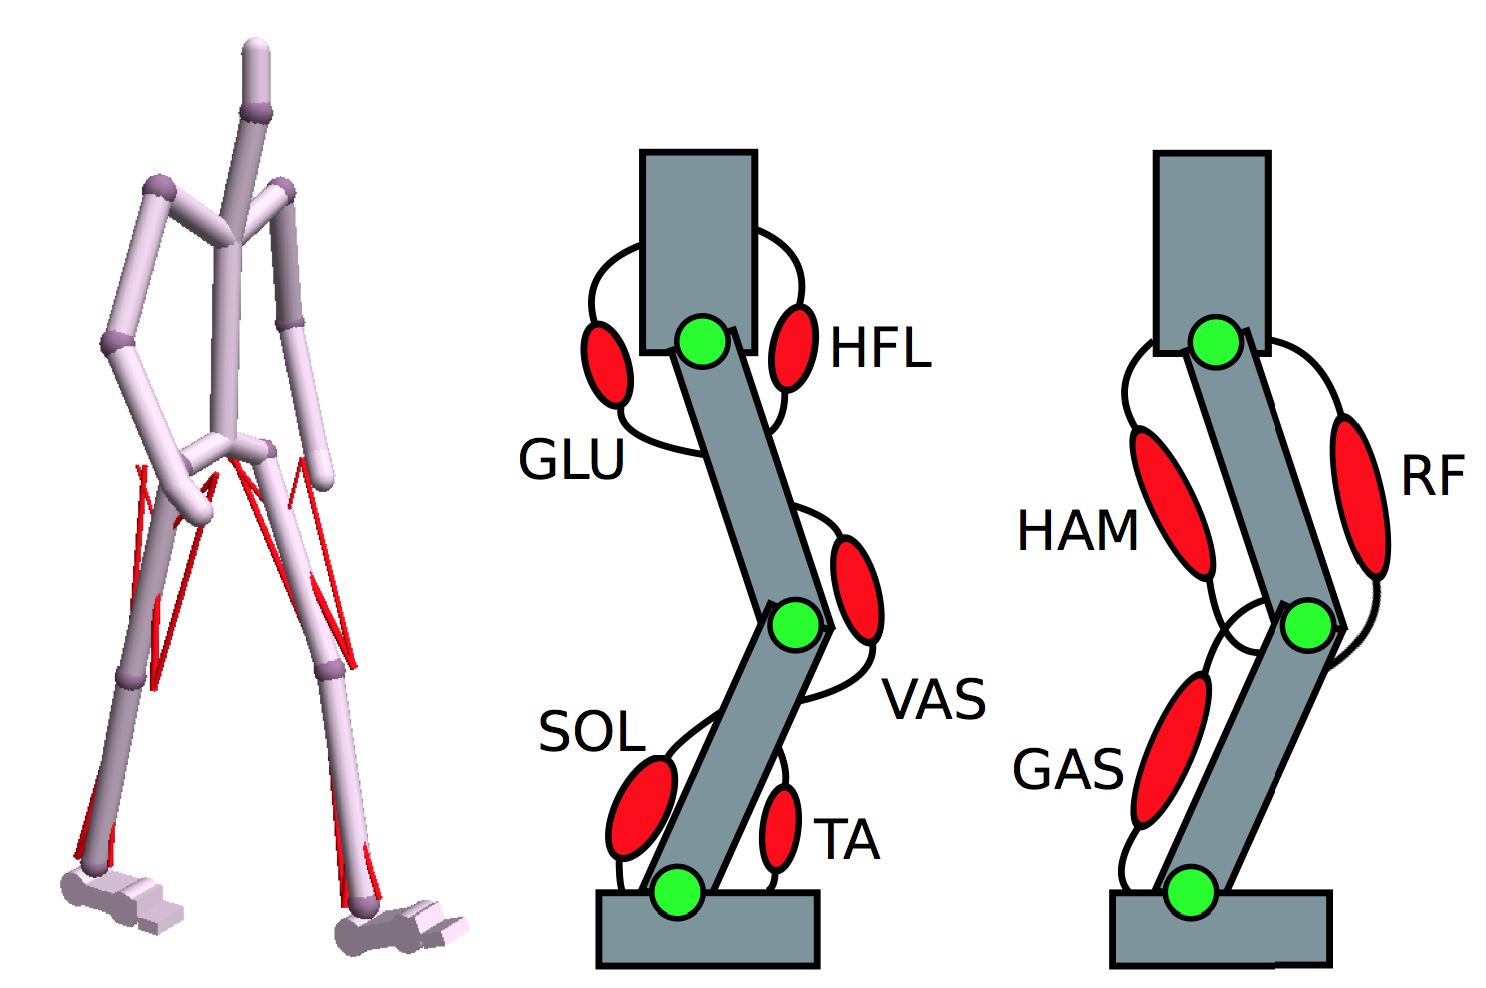 HFL
GLU
VAS
SOL
TA
RF
HAM
GAS